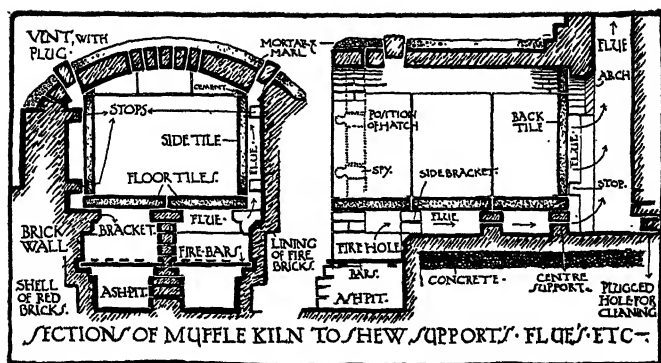 VENT, WITH
PLUG.
CEMENT
STOPS
SIDE TILE
FLUE.
FLOOR TILES.
BRACKET.
FLUE.
BRICK
WALL
FIRE·BARS.
SHELL
OF RED
BRICKS.
ASHPIT.
LINING
OF FIRE
BRICKS.
MORTAR &
MARL
FLUE
ARCH
POSITION
OF HATCH
BACK
TILE
SPY.
FLUE
SIDE BRACKET
STOP.
FIRE HOLE
FLUE
BARS.
ASHPIT.
CONCRETE
CENTRE
SUPPORT.
PLUGGED
HOLE FOR
CLEANING
SECTIONS OF MUFFLE KILN TO SHEW SUPPORTS· FLUES· ETC—